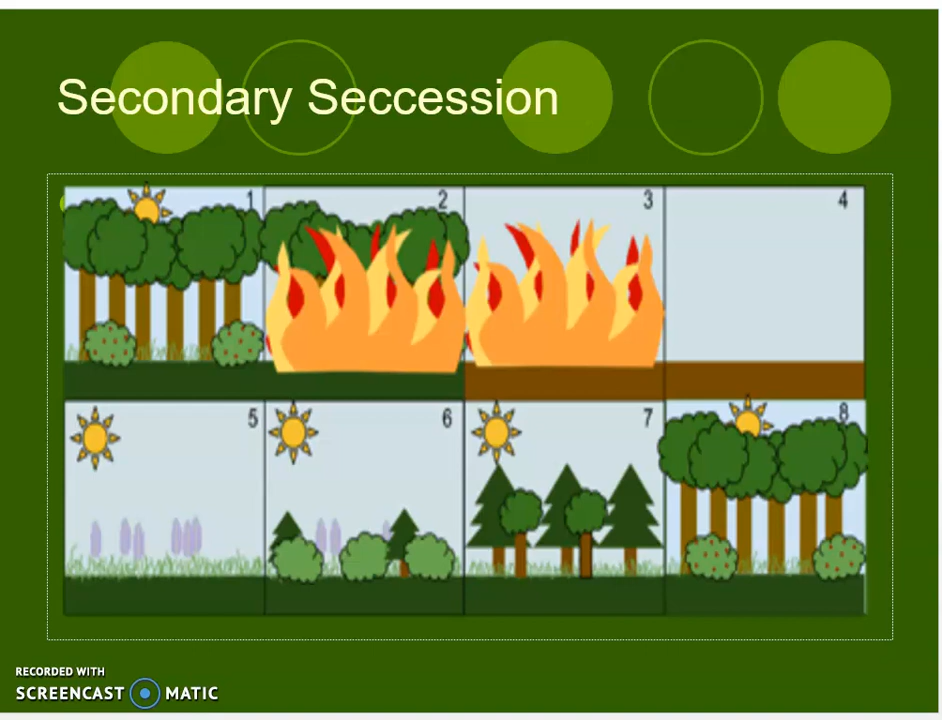 Secondary Seccession
1 2 3 4
5 6 7 8
RECORDED WITH
SCREENCAST MATIC